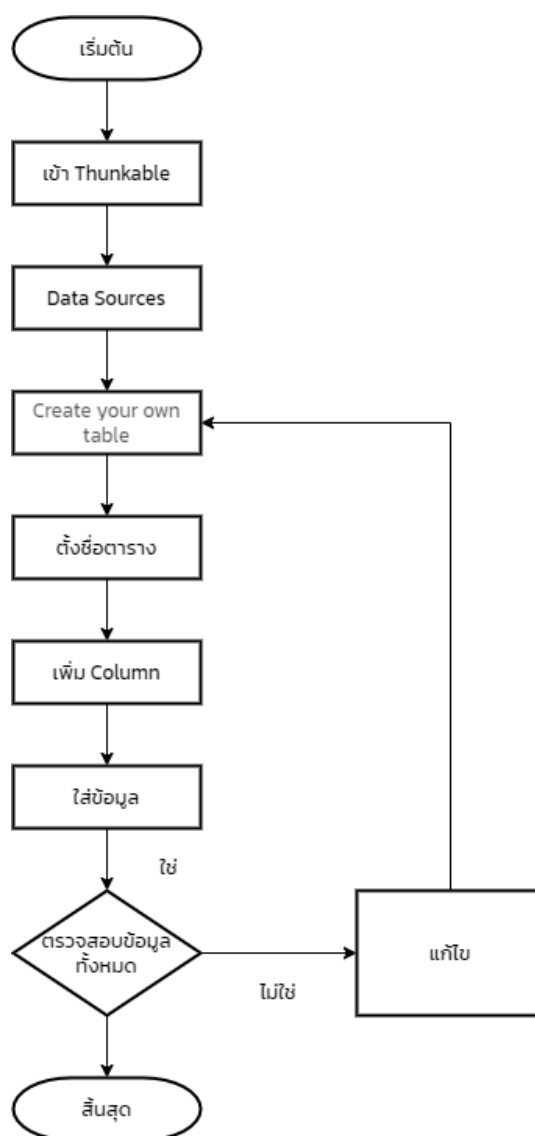 เริ่มต้น
เข้า Thunkable
Data Sources
Create your own
table
ตั้งชื่อตาราง
เพิ่ม Column
ใส่ข้อมูล
ใช่
ตรวจสอบข้อมูล
ทั้งหมด
แก้ไข
ไม่ใช่
สิ้นสุด